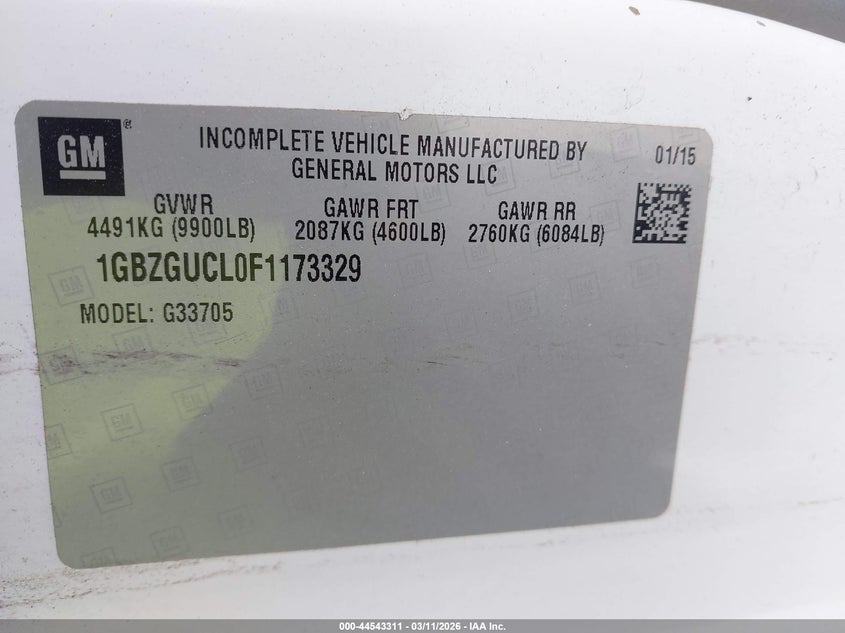 GM®
INCOMPLETE VEHICLE MANUFACTURED BY
GENERAL MOTORS LLC
01/15
GVWR
4491KG (9900LB)
GAWR FRT
2087KG (4600LB)
GAWR RR
2760KG (6084LB)
1GBZGUCL0F1173329
MODEL: G33705
000-44543311 - 03/11/2026 - IAA Inc.